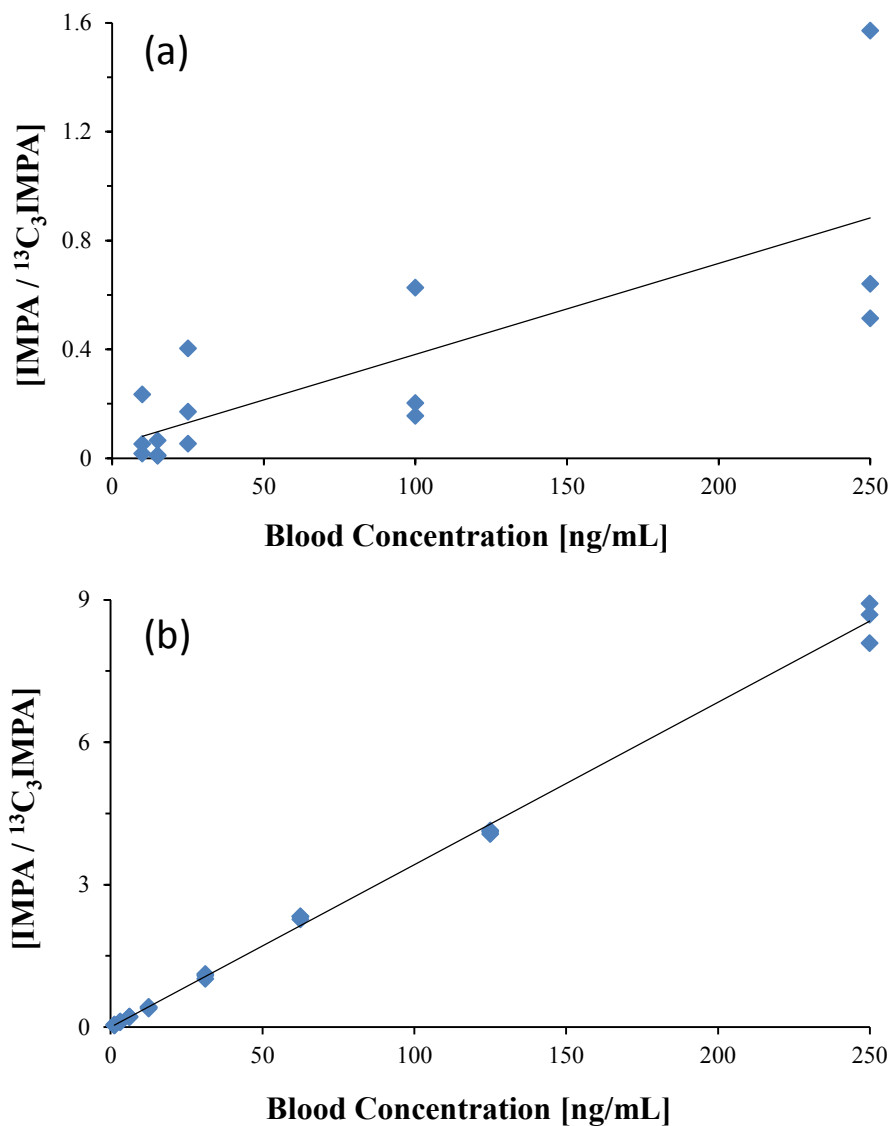 (a)
1.6
1.2
0.8
0.4
0
[IMPA / ¹³C₃IMPA]
0 50 100 150 200 250
Blood Concentration [ng/mL]
(b)
9
6
3
0
[IMPA / ¹³C₃IMPA]
0 50 100 150 200 250
Blood Concentration [ng/mL]